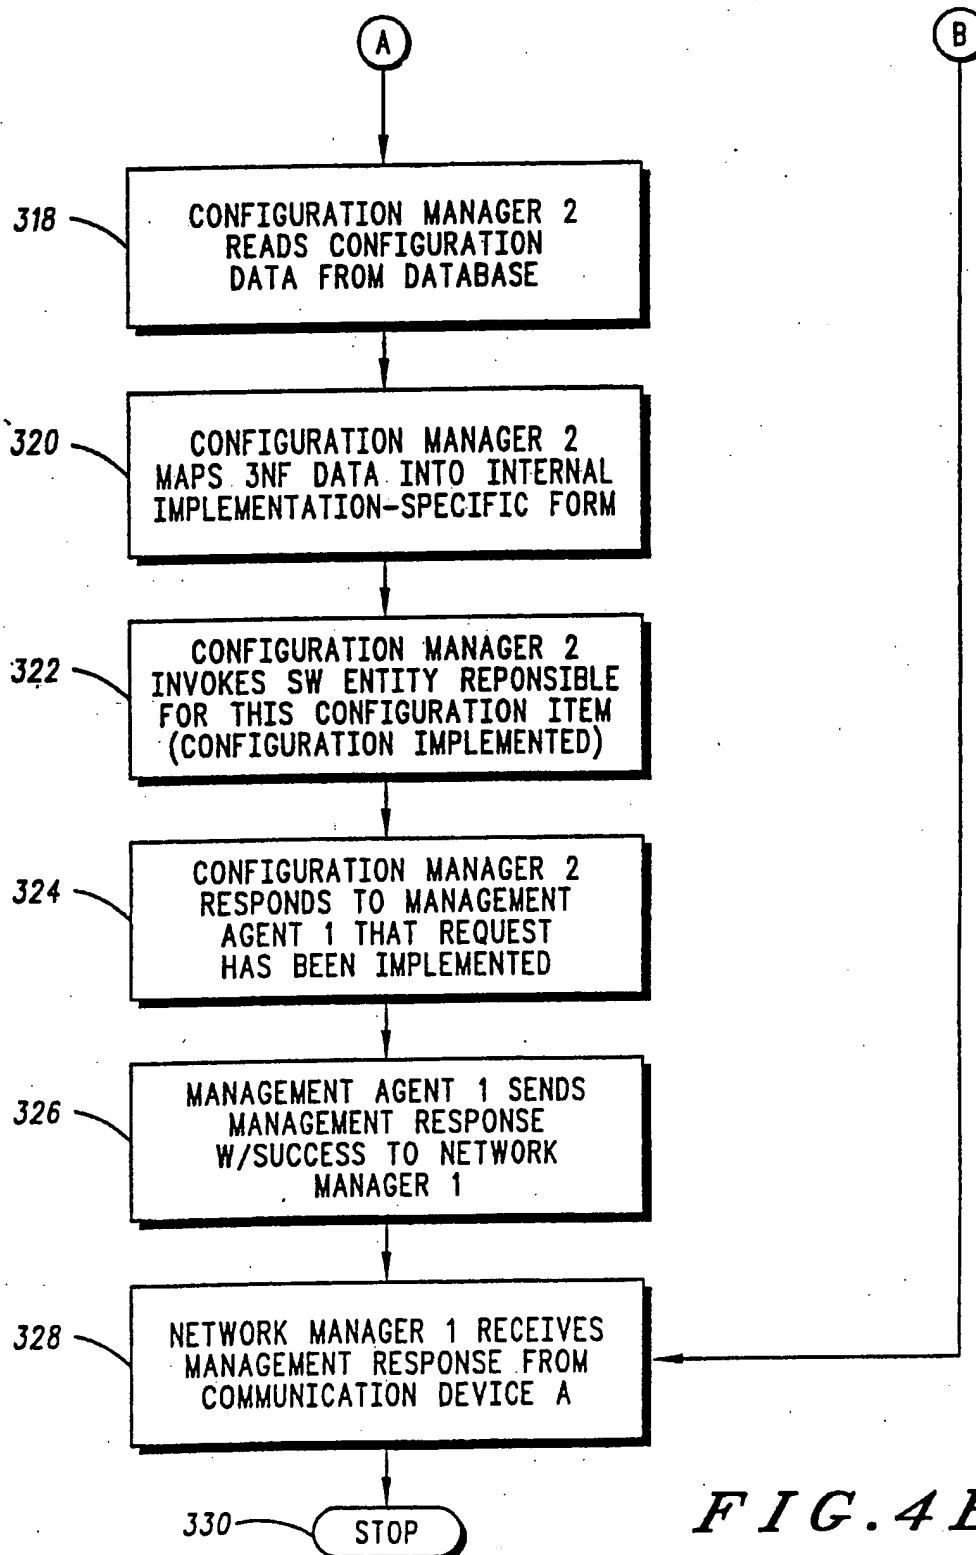 A
B
318
CONFIGURATION MANAGER 2
READS CONFIGURATION
DATA FROM DATABASE
320
CONFIGURATION MANAGER 2
MAPS 3NF DATA INTO INTERNAL
IMPLEMENTATION-SPECIFIC FORM
322
CONFIGURATION MANAGER 2
INVOKES SW ENTITY REPONSIBLE
FOR THIS CONFIGURATION ITEM
(CONFIGURATION IMPLEMENTED)
324
CONFIGURATION MANAGER 2
RESPONDS TO MANAGEMENT
AGENT 1 THAT REQUEST
HAS BEEN IMPLEMENTED
326
MANAGEMENT AGENT 1 SENDS
MANAGEMENT RESPONSE
W/SUCCESS TO NETWORK
MANAGER 1
328
NETWORK MANAGER 1 RECEIVES
MANAGEMENT RESPONSE FROM
COMMUNICATION DEVICE A
330
STOP
FIG.4B